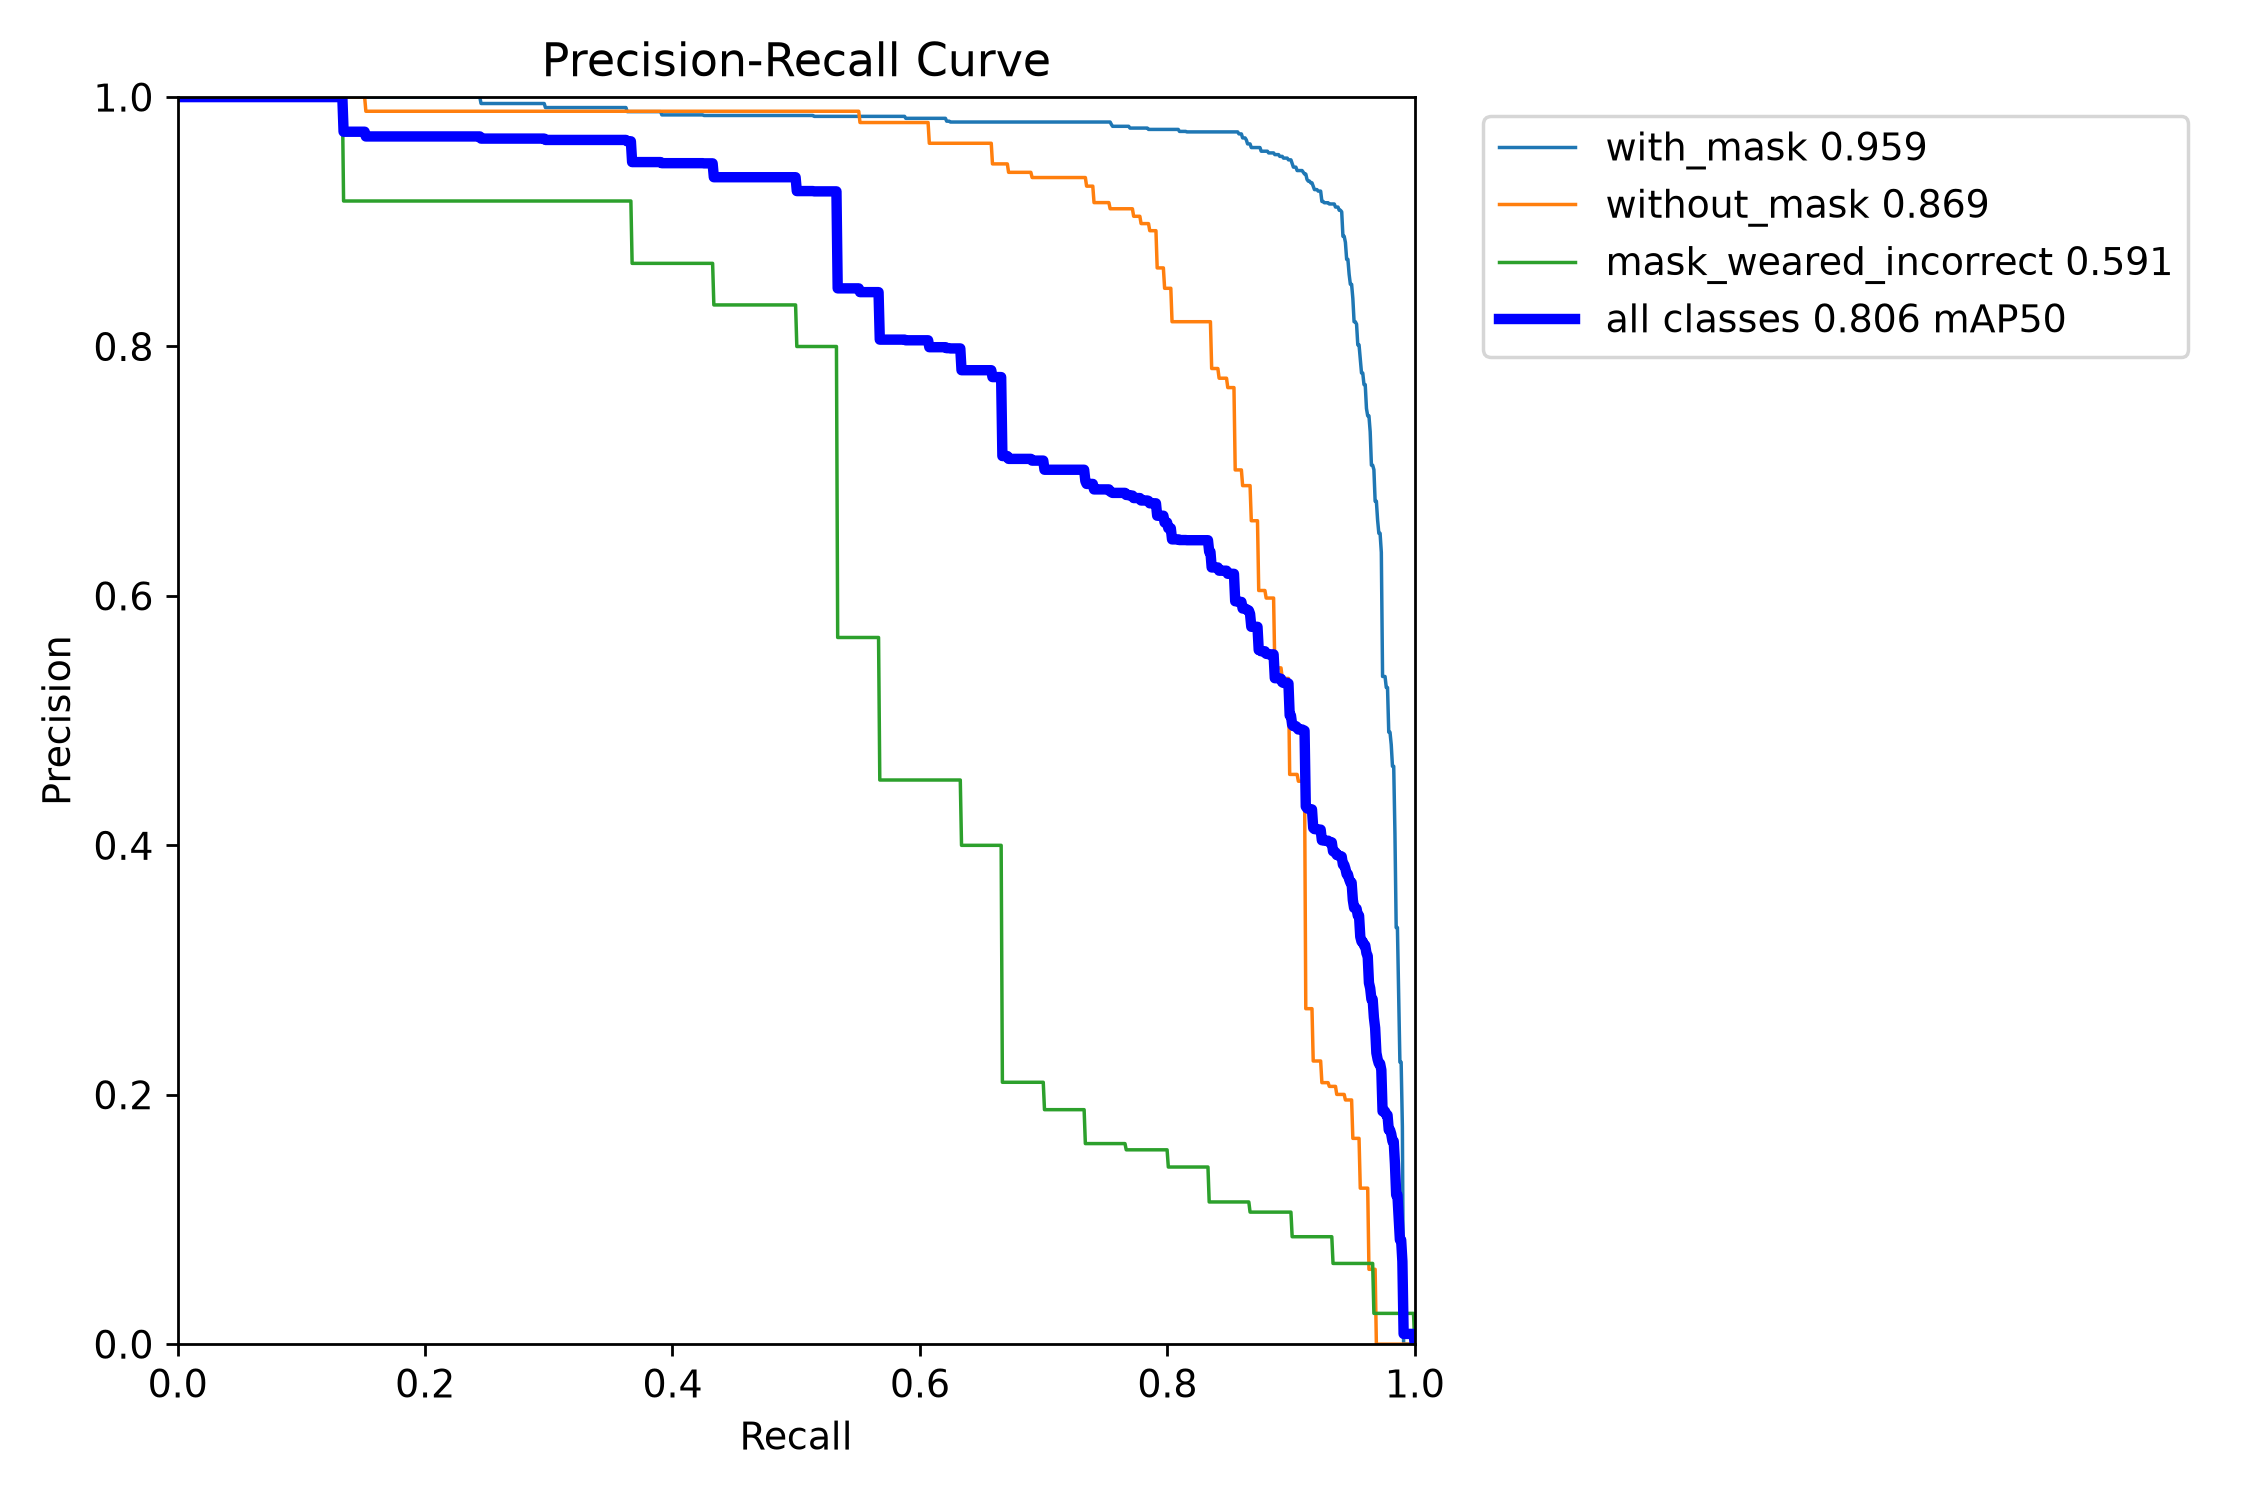 Precision-Recall Curve
1.0
0.8
0.6
0.4
0.2
0.0
Precision
0.0 0.2 0.4 0.6 0.8 1.0
Recall
with_mask 0.959
without_mask 0.869
mask_weared_incorrect 0.591
all classes 0.806 mAP50